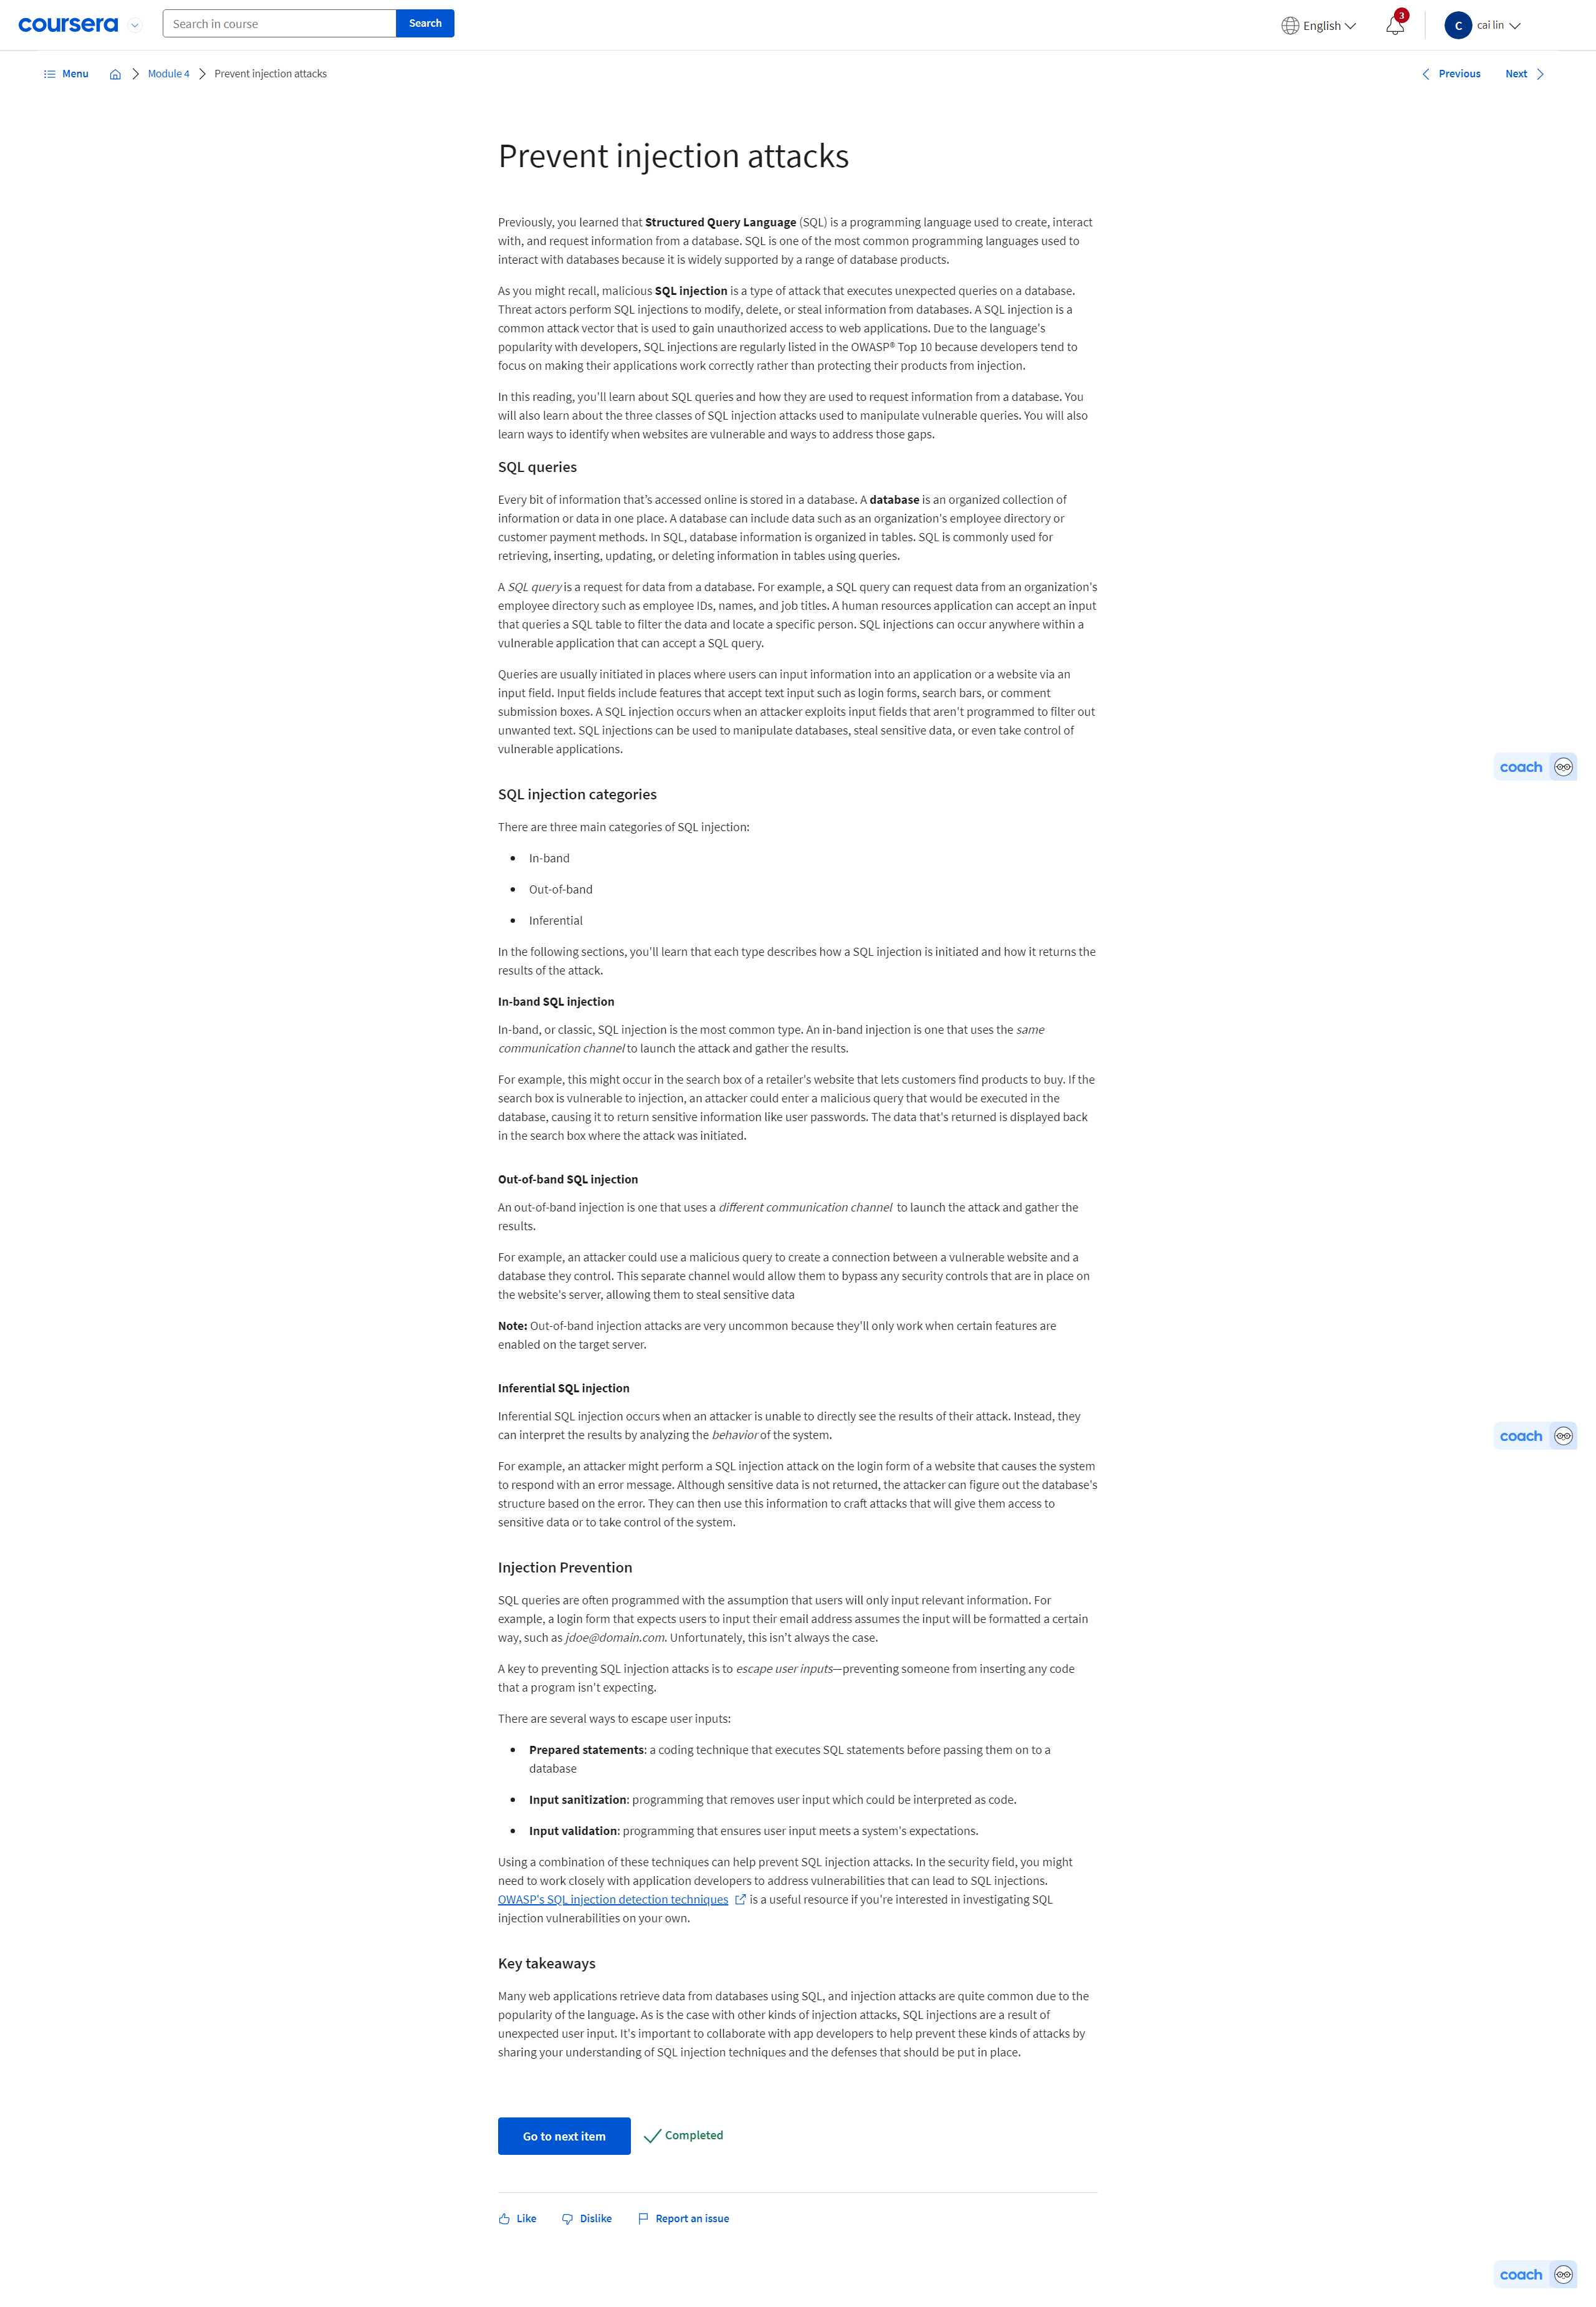 coursera
Search in course
Search
English
3
C
cai lin
Menu
Module 4
Prevent injection attacks
Previous
Next
Prevent injection attacks
Previously, you learned that Structured Query Language (SQL) is a programming language used to create, interact
with, and request information from a database. SQL is one of the most common programming languages used to
interact with databases because it is widely supported by a range of database products.
As you might recall, malicious SQL injection is a type of attack that executes unexpected queries on a database.
Threat actors perform SQL injections to modify, delete, or steal information from databases. A SQL injection is a
common attack vector that is used to gain unauthorized access to web applications. Due to the language's
popularity with developers, SQL injections are regularly listed in the OWASP® Top 10 because developers tend to
focus on making their applications work correctly rather than protecting their products from injection.
In this reading, you'll learn about SQL queries and how they are used to request information from a database. You
will also learn about the three classes of SQL injection attacks used to manipulate vulnerable queries. You will also
learn ways to identify when websites are vulnerable and ways to address those gaps.
SQL queries
Every bit of information that’s accessed online is stored in a database. A database is an organized collection of
information or data in one place. A database can include data such as an organization's employee directory or
customer payment methods. In SQL, database information is organized in tables. SQL is commonly used for
retrieving, inserting, updating, or deleting information in tables using queries.
A SQL query is a request for data from a database. For example, a SQL query can request data from an organization's
employee directory such as employee IDs, names, and job titles. A human resources application can accept an input
that queries a SQL table to filter the data and locate a specific person. SQL injections can occur anywhere within a
vulnerable application that can accept a SQL query.
Queries are usually initiated in places where users can input information into an application or a website via an
input field. Input fields include features that accept text input such as login forms, search bars, or comment
submission boxes. A SQL injection occurs when an attacker exploits input fields that aren't programmed to filter out
unwanted text. SQL injections can be used to manipulate databases, steal sensitive data, or even take control of
vulnerable applications.
coach
SQL injection categories
There are three main categories of SQL injection:
• In-band
• Out-of-band
• Inferential
In the following sections, you'll learn that each type describes how a SQL injection is initiated and how it returns the
results of the attack.
In-band SQL injection
In-band, or classic, SQL injection is the most common type. An in-band injection is one that uses the same
communication channel to launch the attack and gather the results.
For example, this might occur in the search box of a retailer's website that lets customers find products to buy. If the
search box is vulnerable to injection, an attacker could enter a malicious query that would be executed in the
database, causing it to return sensitive information like user passwords. The data that's returned is displayed back
in the search box where the attack was initiated.
Out-of-band SQL injection
An out-of-band injection is one that uses a different communication channel to launch the attack and gather the
results.
For example, an attacker could use a malicious query to create a connection between a vulnerable website and a
database they control. This separate channel would allow them to bypass any security controls that are in place on
the website's server, allowing them to steal sensitive data
Note: Out-of-band injection attacks are very uncommon because they'll only work when certain features are
enabled on the target server.
Inferential SQL injection
Inferential SQL injection occurs when an attacker is unable to directly see the results of their attack. Instead, they
can interpret the results by analyzing the behavior of the system.
coach
For example, an attacker might perform a SQL injection attack on the login form of a website that causes the system
to respond with an error message. Although sensitive data is not returned, the attacker can figure out the database's
structure based on the error. They can then use this information to craft attacks that will give them access to
sensitive data or to take control of the system.
Injection Prevention
SQL queries are often programmed with the assumption that users will only input relevant information. For
example, a login form that expects users to input their email address assumes the input will be formatted a certain
way, such as jdoe@domain.com. Unfortunately, this isn’t always the case.
A key to preventing SQL injection attacks is to escape user inputs—preventing someone from inserting any code
that a program isn't expecting.
There are several ways to escape user inputs:
• Prepared statements: a coding technique that executes SQL statements before passing them on to a
database
• Input sanitization: programming that removes user input which could be interpreted as code.
• Input validation: programming that ensures user input meets a system's expectations.
Using a combination of these techniques can help prevent SQL injection attacks. In the security field, you might
need to work closely with application developers to address vulnerabilities that can lead to SQL injections.
OWASP's SQL injection detection techniques is a useful resource if you're interested in investigating SQL
injection vulnerabilities on your own.
Key takeaways
Many web applications retrieve data from databases using SQL, and injection attacks are quite common due to the
popularity of the language. As is the case with other kinds of injection attacks, SQL injections are a result of
unexpected user input. It's important to collaborate with app developers to help prevent these kinds of attacks by
sharing your understanding of SQL injection techniques and the defenses that should be put in place.
Go to next item
Completed
Like
Dislike
Report an issue
coach